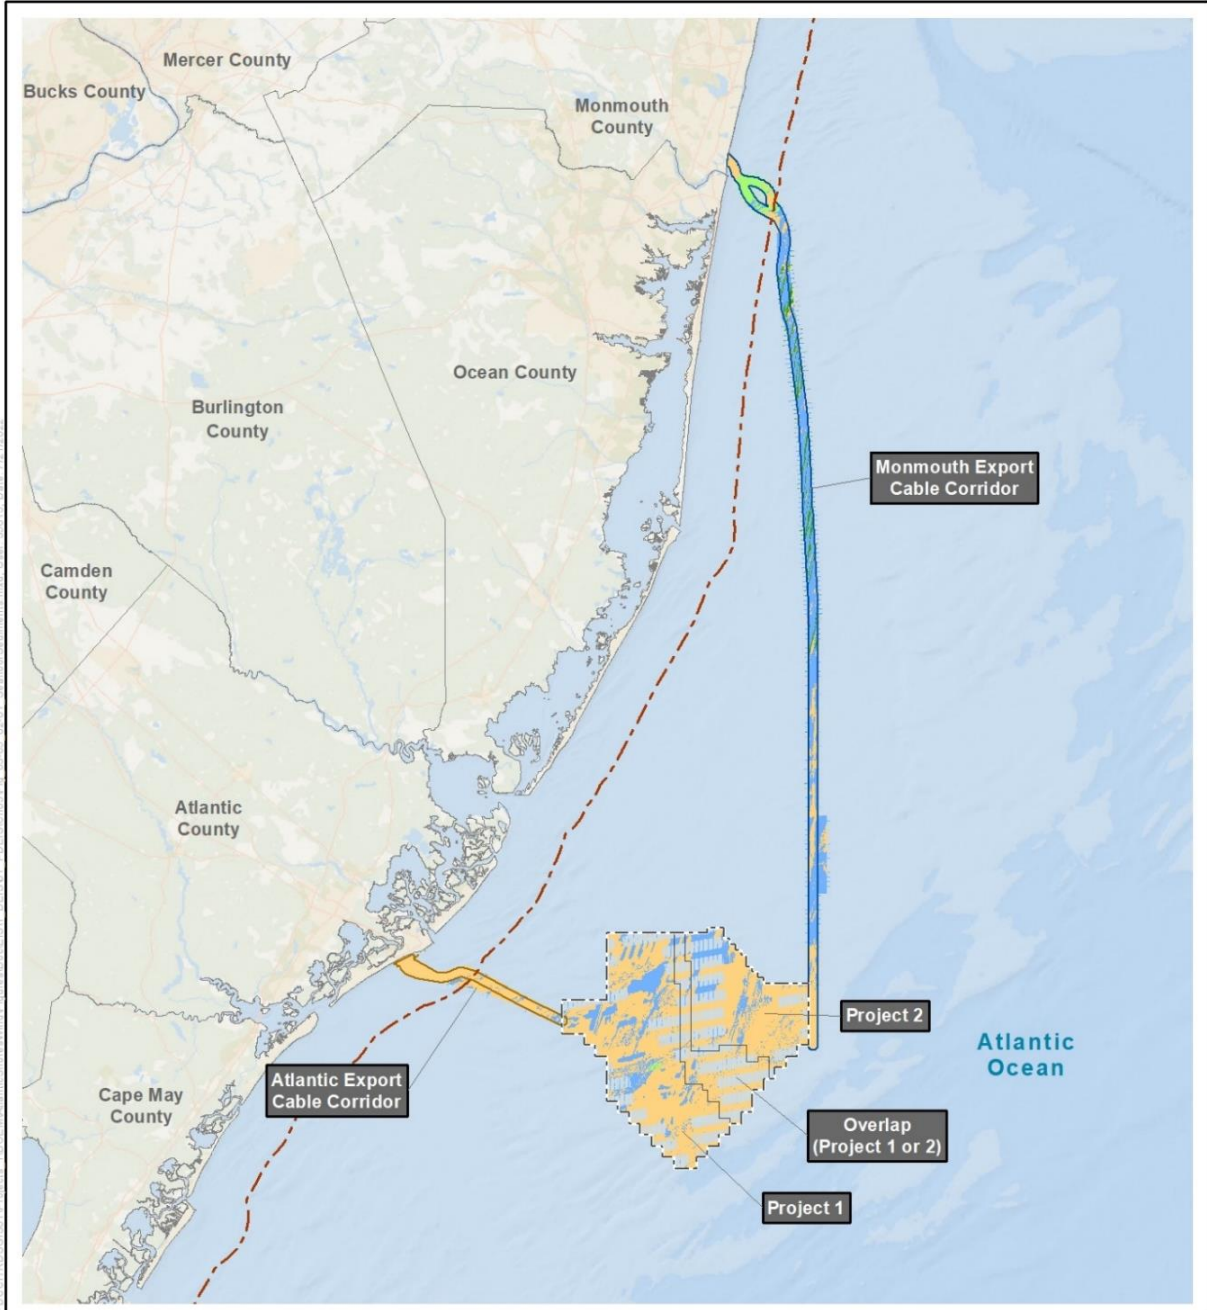 Mercer County
Bucks County
Monmouth
County
Ocean County
Burlington
County
Monmouth Export
Cable Corridor
Camden
County
Atlantic
County
Project 2
Atlantic
Ocean
Atlantic Export
Cable Corridor
Cape May
County
Overlap
(Project 1 or 2)
Project 1